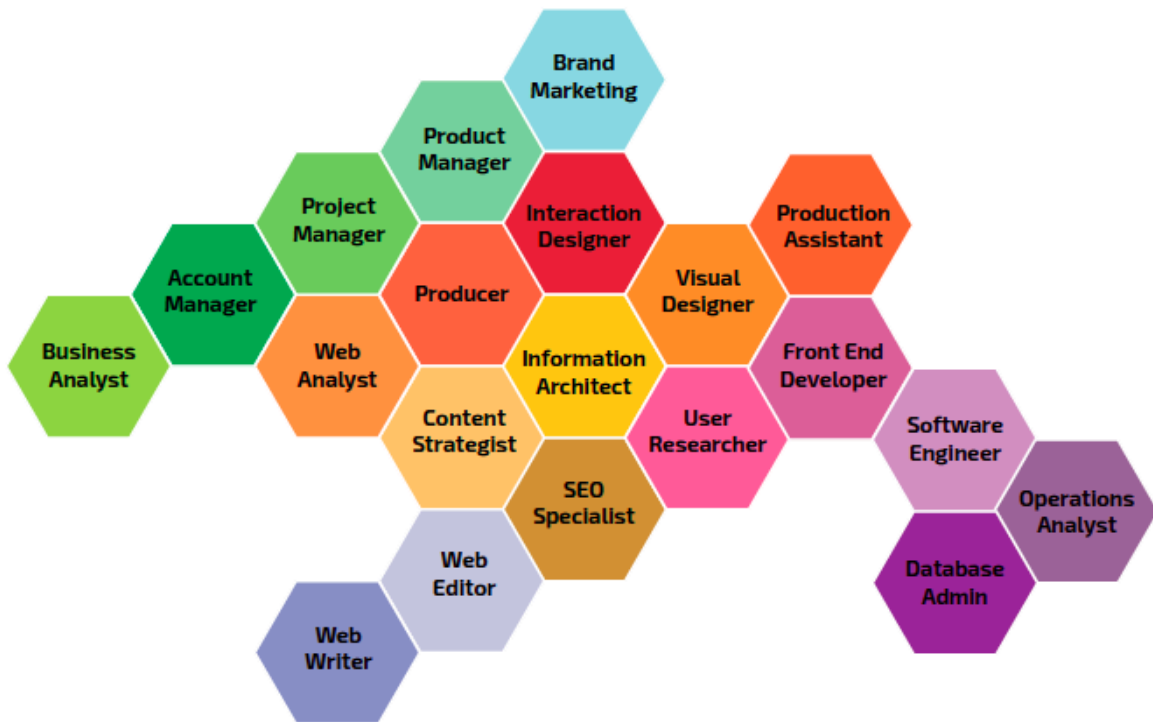 Brand
Marketing
Product
Manager
Project
Manager
Interaction
Designer
Production
Assistant
Account
Manager
Producer
Visual
Designer
Business
Analyst
Web
Analyst
Information
Architect
Front End
Developer
Content
Strategist
User
Researcher
Software
Engineer
SEO
Specialist
Operations
Analyst
Web
Editor
Database
Admin
Web
Writer